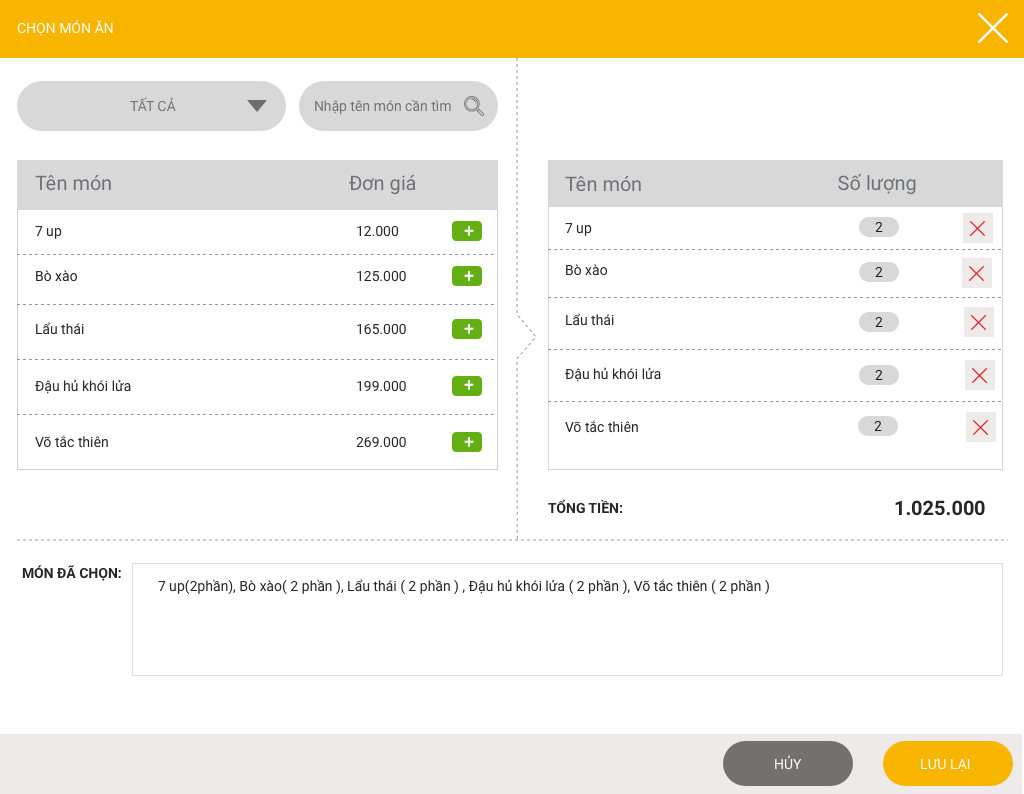 CHỌN MÓN ĂN
TẤT CẢ
Nhập tên món cần tìm
Tên món Đơn giá
7 up 12.000 +
Bò xào 125.000 +
Lẩu thái 165.000 +
Đậu hủ khói lửa 199.000 +
Võ tắc thiên 269.000 +
Tên món Số lượng
7 up 2
Bò xào 2
Lẩu thái 2
Đậu hủ khói lửa 2
Võ tắc thiên 2
TỔNG TIỀN: 1.025.000
MÓN ĐÃ CHỌN:
7 up(2phần), Bò xào( 2 phần ), Lẩu thái ( 2 phần ) , Đậu hủ khói lửa ( 2 phần ), Võ tắc thiên ( 2 phần )
HỦY
LƯU LẠI